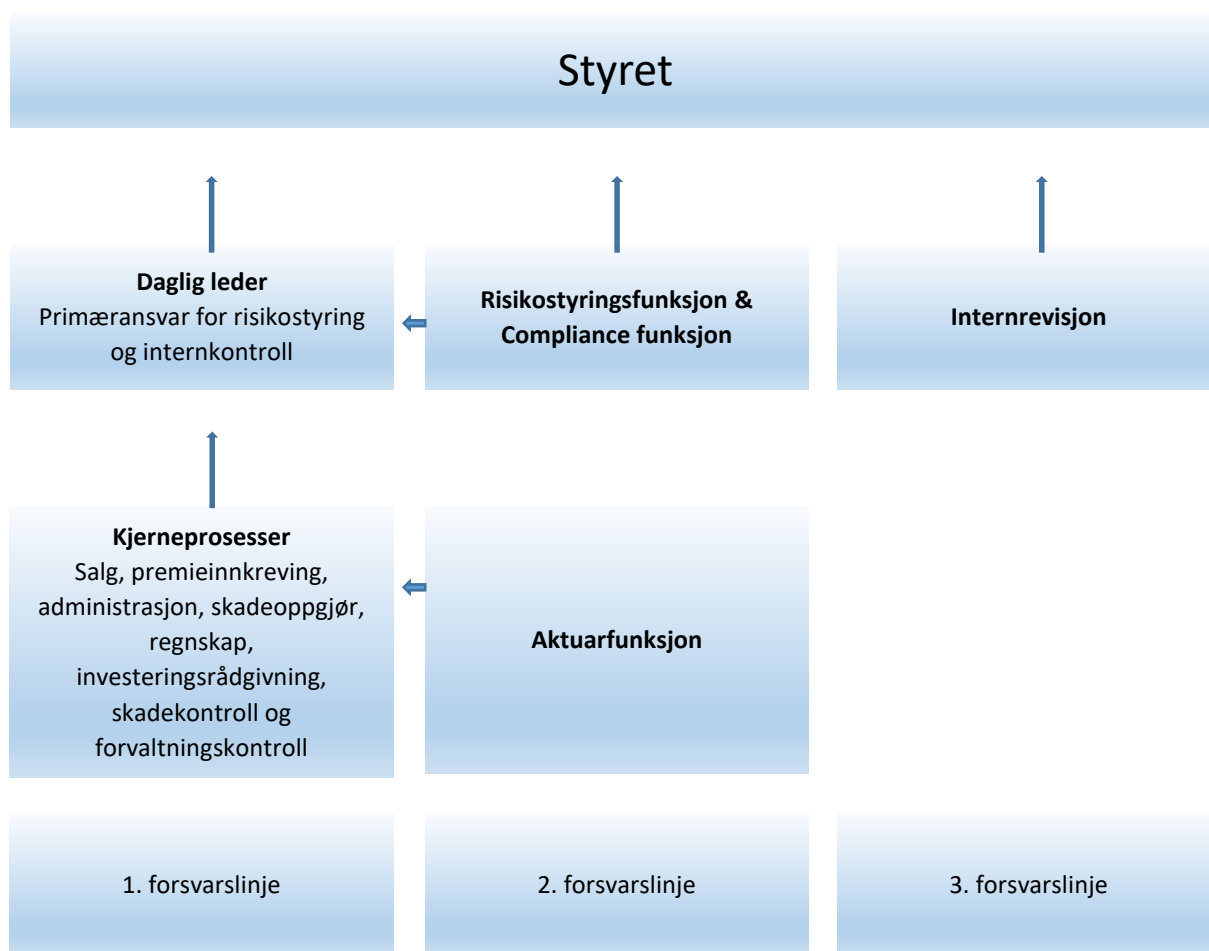 Styret
Daglig leder
Primæransvar for risikostyring
og internkontroll
Risikostyringsfunksjon &
Compliance funksjon
Internrevisjon
Kjerneprosesser
Salg, premieinnkreving,
administrasjon, skadeoppgjør,
regnskap,
investeringsrådgivning,
skadekontroll og
forvaltningskontroll
Aktuarfunksjon
1. forsvarslinje
2. forsvarslinje
3. forsvarslinje